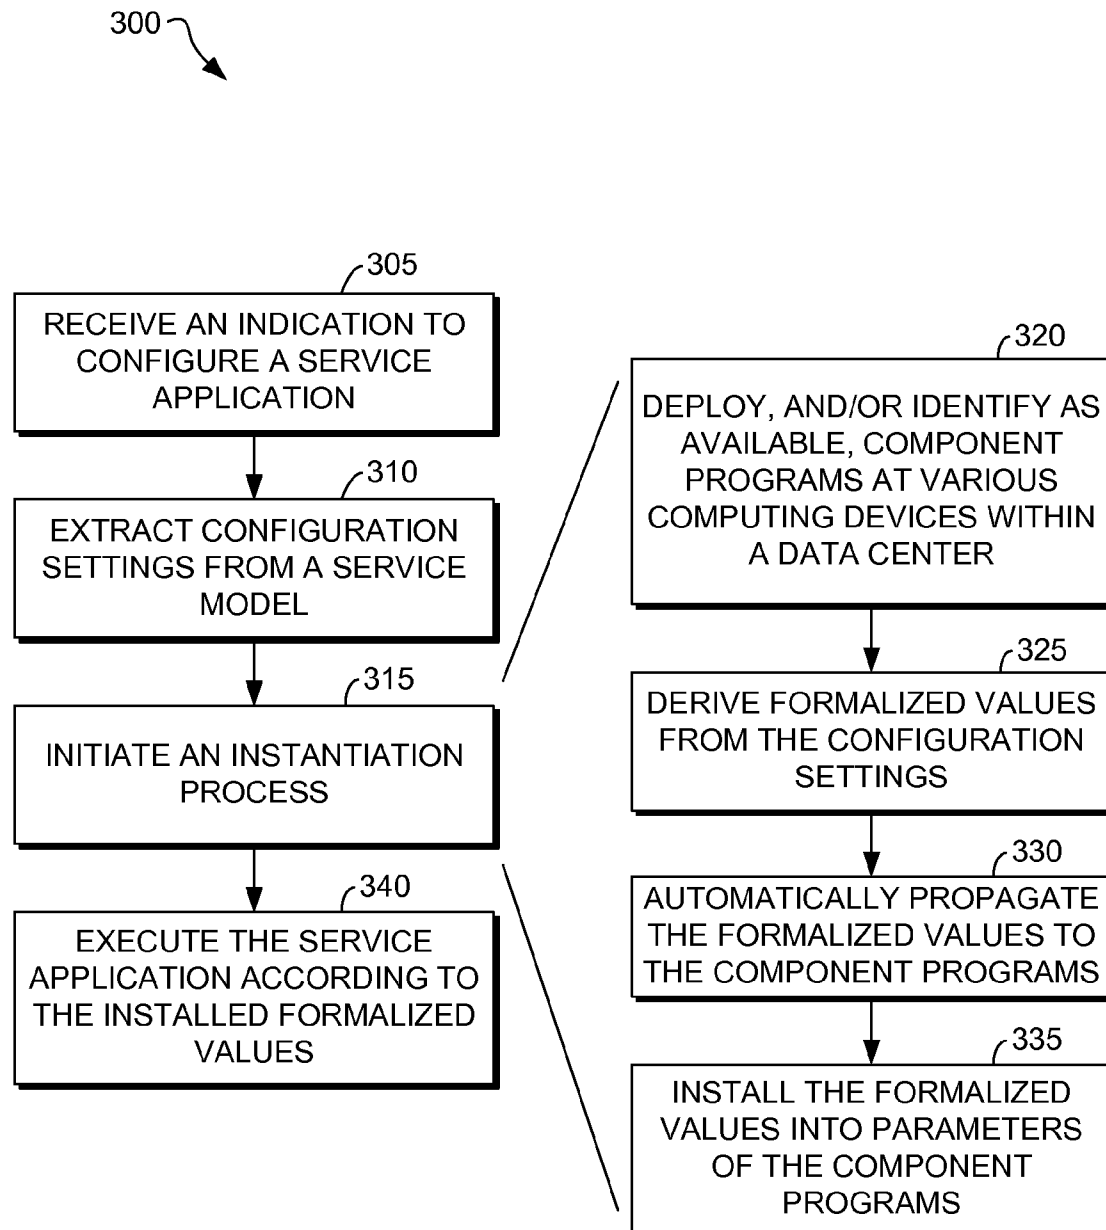 300
305
RECEIVE AN INDICATION TO
CONFIGURE A SERVICE
APPLICATION
310
EXTRACT CONFIGURATION
SETTINGS FROM A SERVICE
MODEL
315
INITIATE AN INSTANTIATION
PROCESS
340
EXECUTE THE SERVICE
APPLICATION ACCORDING TO
THE INSTALLED FORMALIZED
VALUES
320
DEPLOY, AND/OR IDENTIFY AS
AVAILABLE, COMPONENT
PROGRAMS AT VARIOUS
COMPUTING DEVICES WITHIN
A DATA CENTER
325
DERIVE FORMALIZED VALUES
FROM THE CONFIGURATION
SETTINGS
330
AUTOMATICALLY PROPAGATE
THE FORMALIZED VALUES TO
THE COMPONENT PROGRAMS
335
INSTALL THE FORMALIZED
VALUES INTO PARAMETERS
OF THE COMPONENT
PROGRAMS